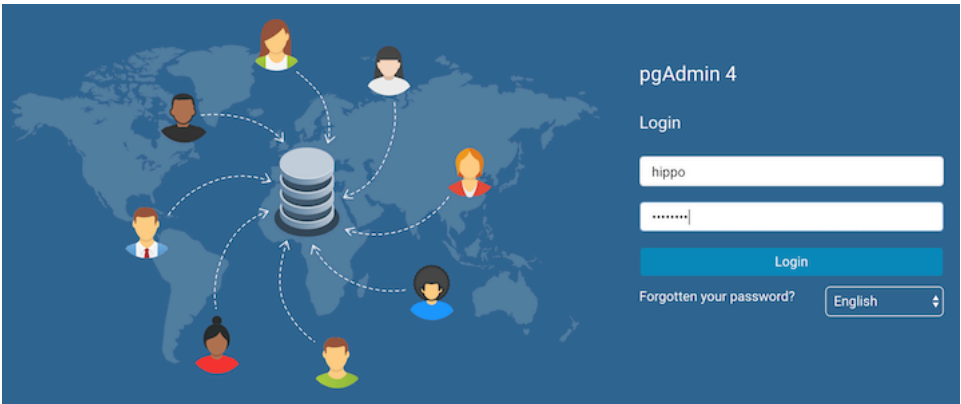 pgAdmin 4
Login
hippo
••••••••
Login
Forgotten your password?
English